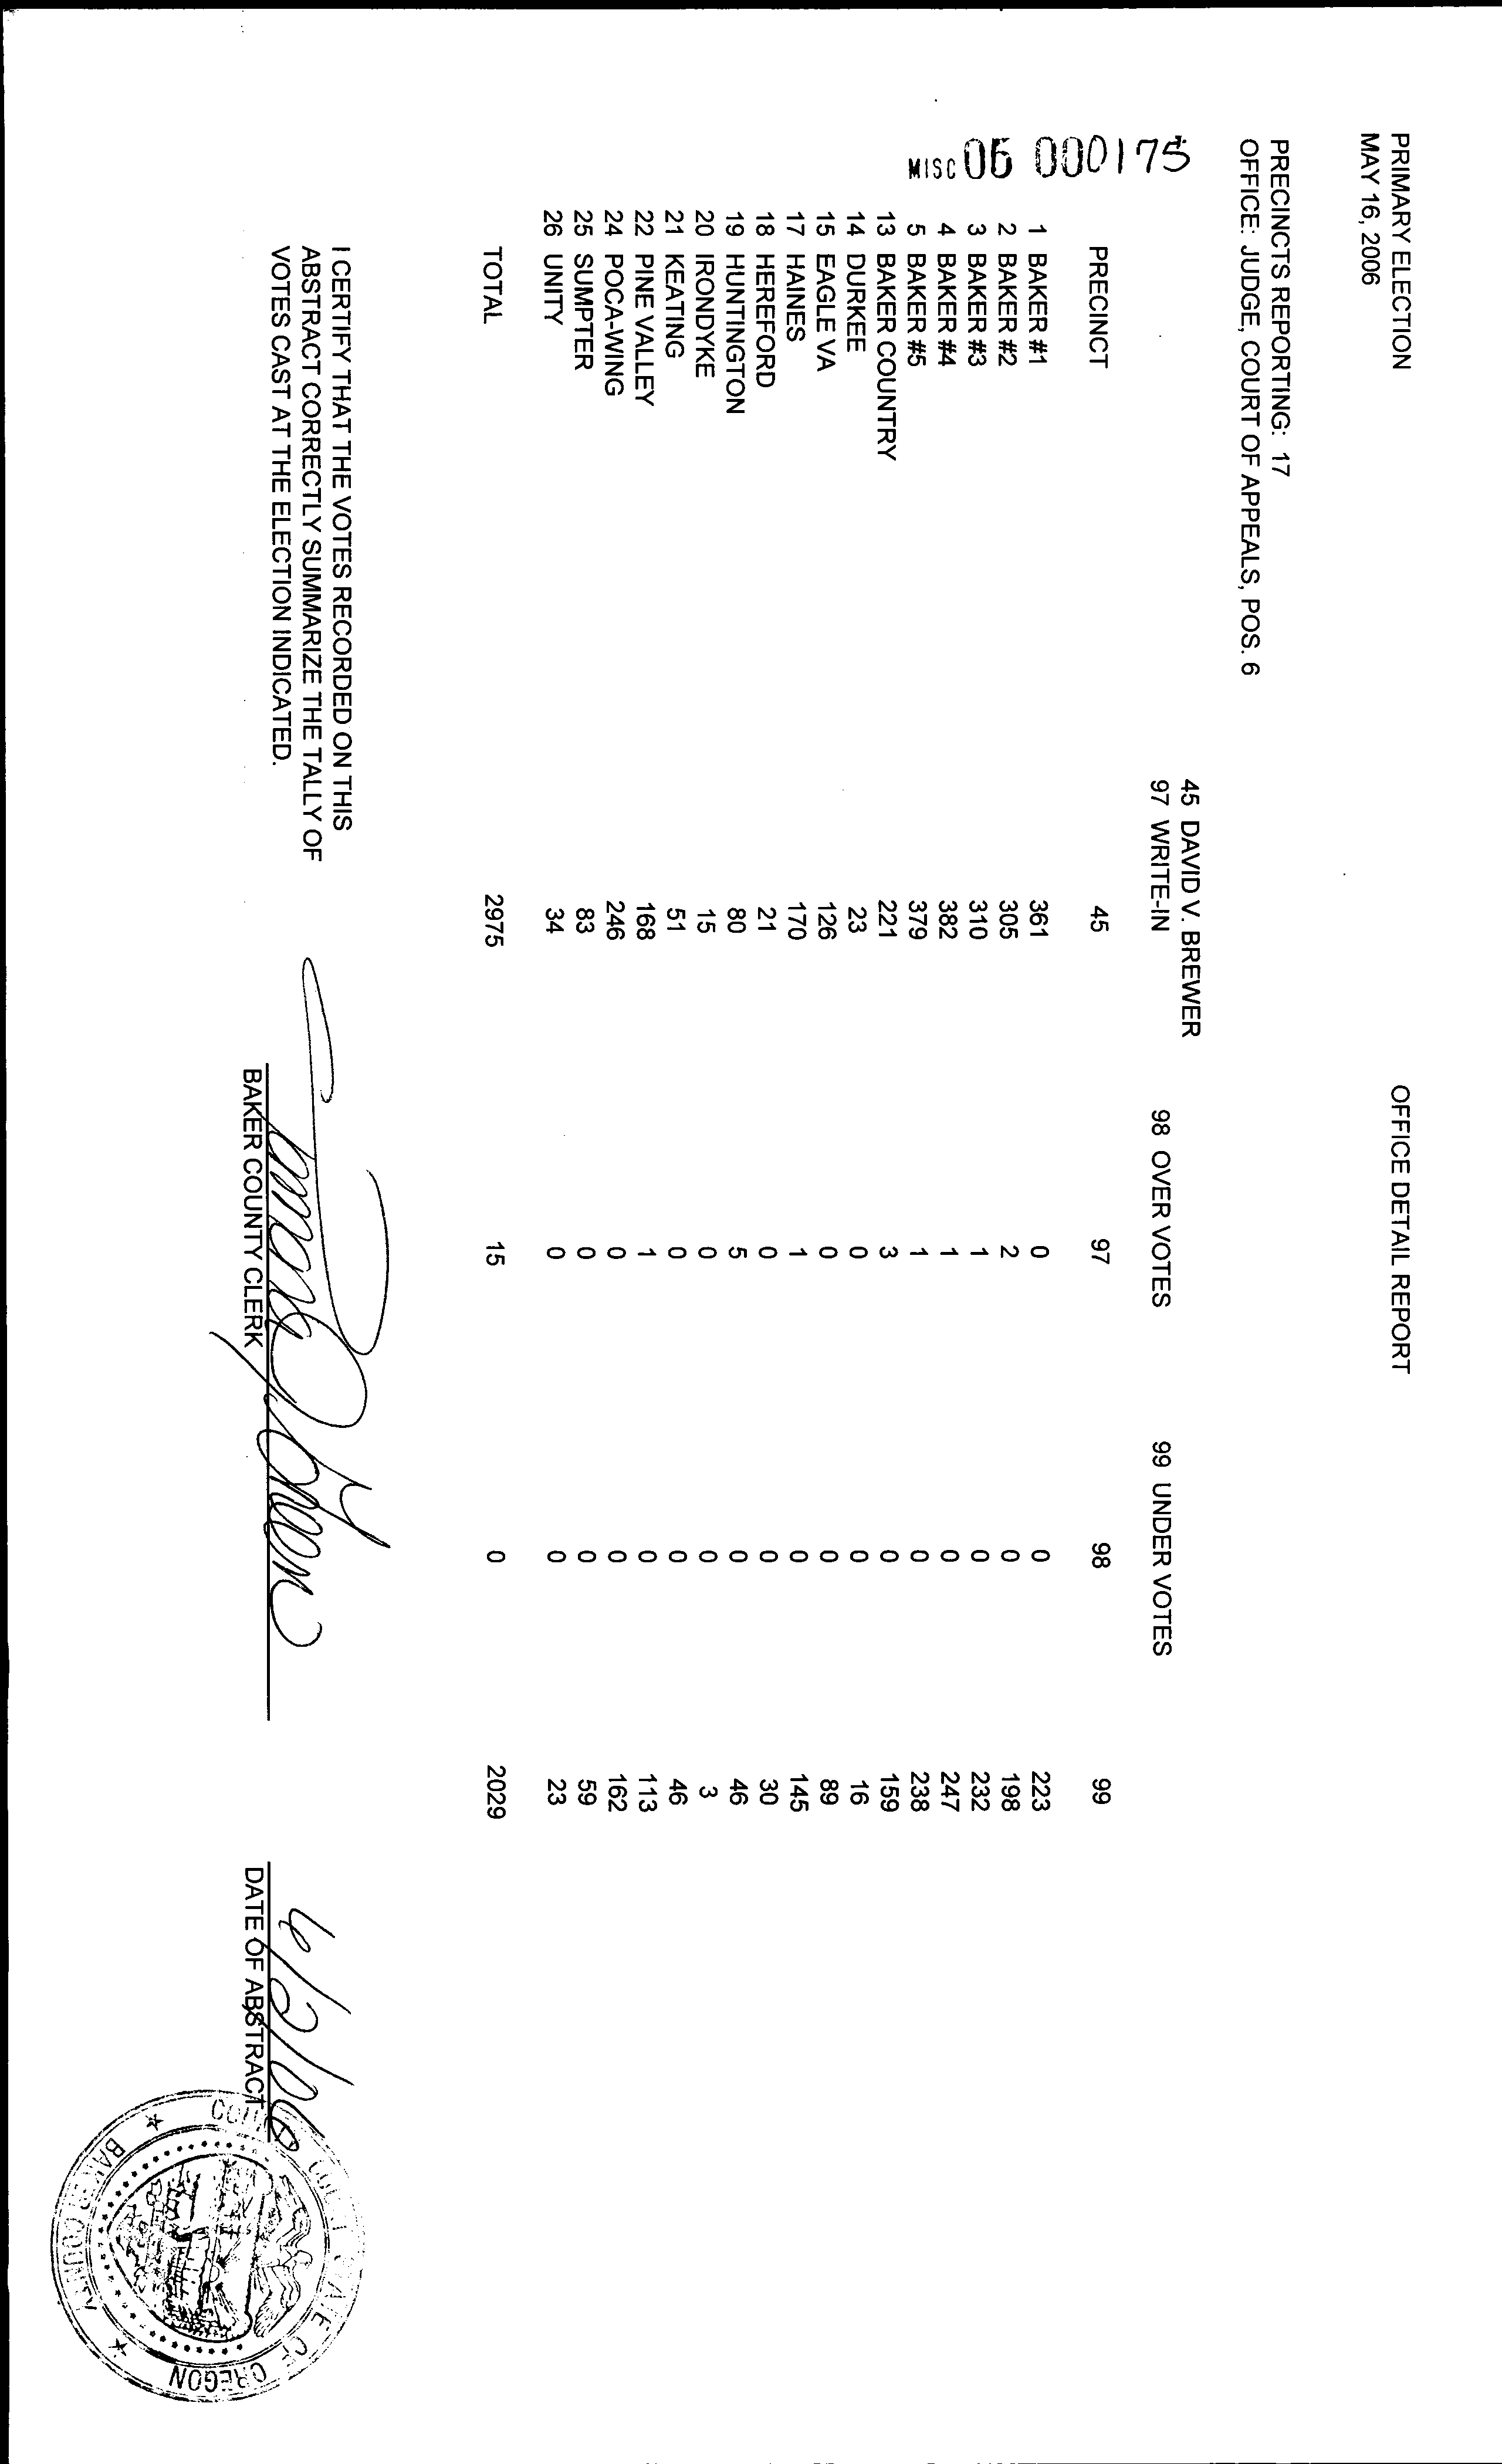 PRIMARY ELECTION OFFICE DETAIL REPORT
MAY 16, 2006
PRECINCTS REPORTING: 17
OFFICE: JUDGE, COURT OF APPEALS, POS. 6
45 DAVID V. BREWER
97 WRITE-IN 98 OVER VOTES 99 UNDER VOTES
PRECINCT 45 97 98 99
1 BAKER #1 361 0 0 223
2 BAKER #2 305 2 0 198
3 BAKER #3 310 1 0 232
4 BAKER #4 382 1 0 247
5 BAKER #5 379 1 0 238
13 BAKER COUNTRY 221 3 0 159
14 DURKEE 23 0 0 16
15 EAGLE VA 126 0 0 89
17 HAINES 170 1 0 145
18 HEREFORD 21 0 0 30
19 HUNTINGTON 80 5 0 46
20 IRONDYKE 15 0 0 3
21 KEATING 51 0 0 46
22 PINE VALLEY 168 1 0 113
24 POCA-WING 246 0 0 162
25 SUMPTER 83 0 0 59
26 UNITY 34 0 0 23
TOTAL 2975 15 0 2029
MISC 06 000175
I CERTIFY THAT THE VOTES RECORDED ON THIS
ABSTRACT CORRECTLY SUMMARIZE THE TALLY OF
VOTES CAST AT THE ELECTION INDICATED.
6/2/06
BAKER COUNTY CLERK DATE OF ABSTRACT
STATE OF OREGON
BAKER COUNTY